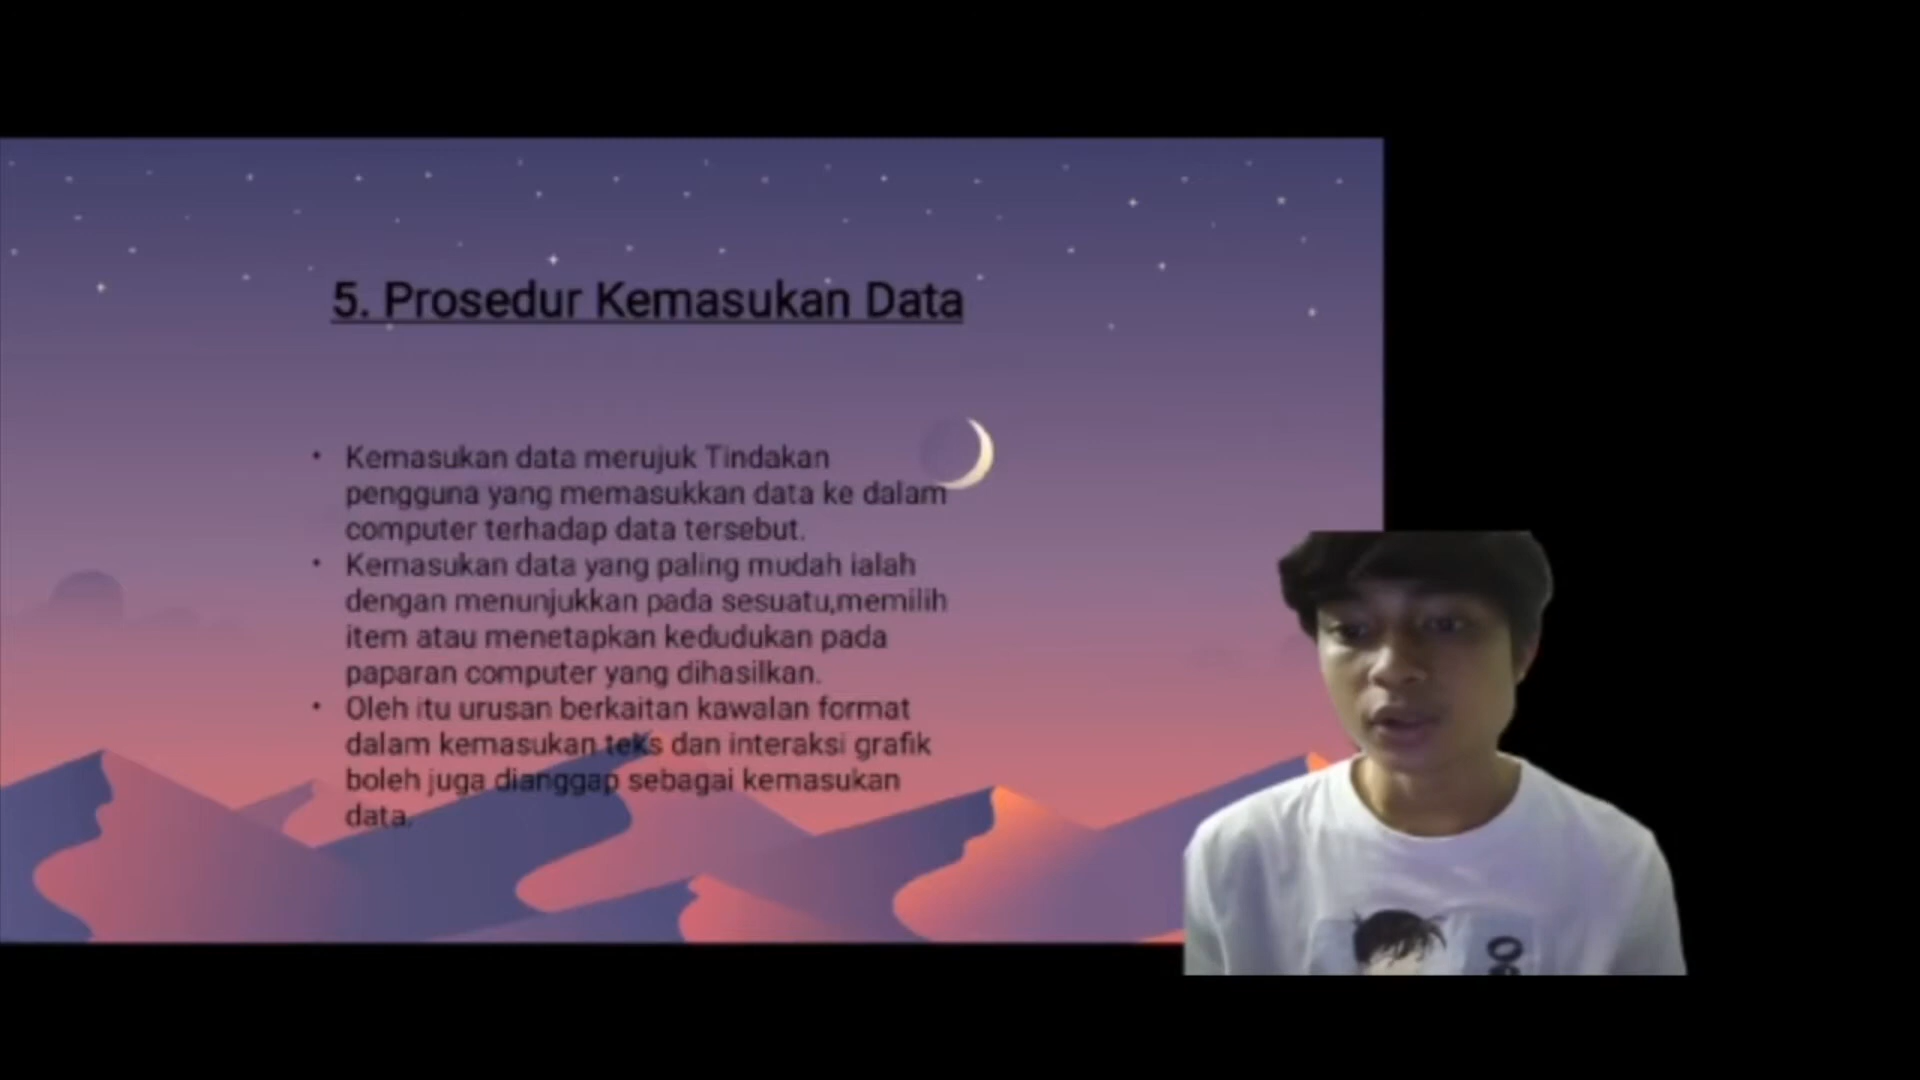 5. Prosedur Kemasukan Data
• Kemasukan data merujuk Tindakan
pengguna yang memasukkan data ke dalam
computer terhadap data tersebut.
• Kemasukan data yang paling mudah ialah
dengan menunjukkan pada sesuatu,memilih
item atau menetapkan kedudukan pada
paparan computer yang dihasilkan.
• Oleh itu urusan berkaitan kawalan format
dalam kemasukan teks dan interaksi grafik
boleh juga dianggap sebagai kemasukan
data.